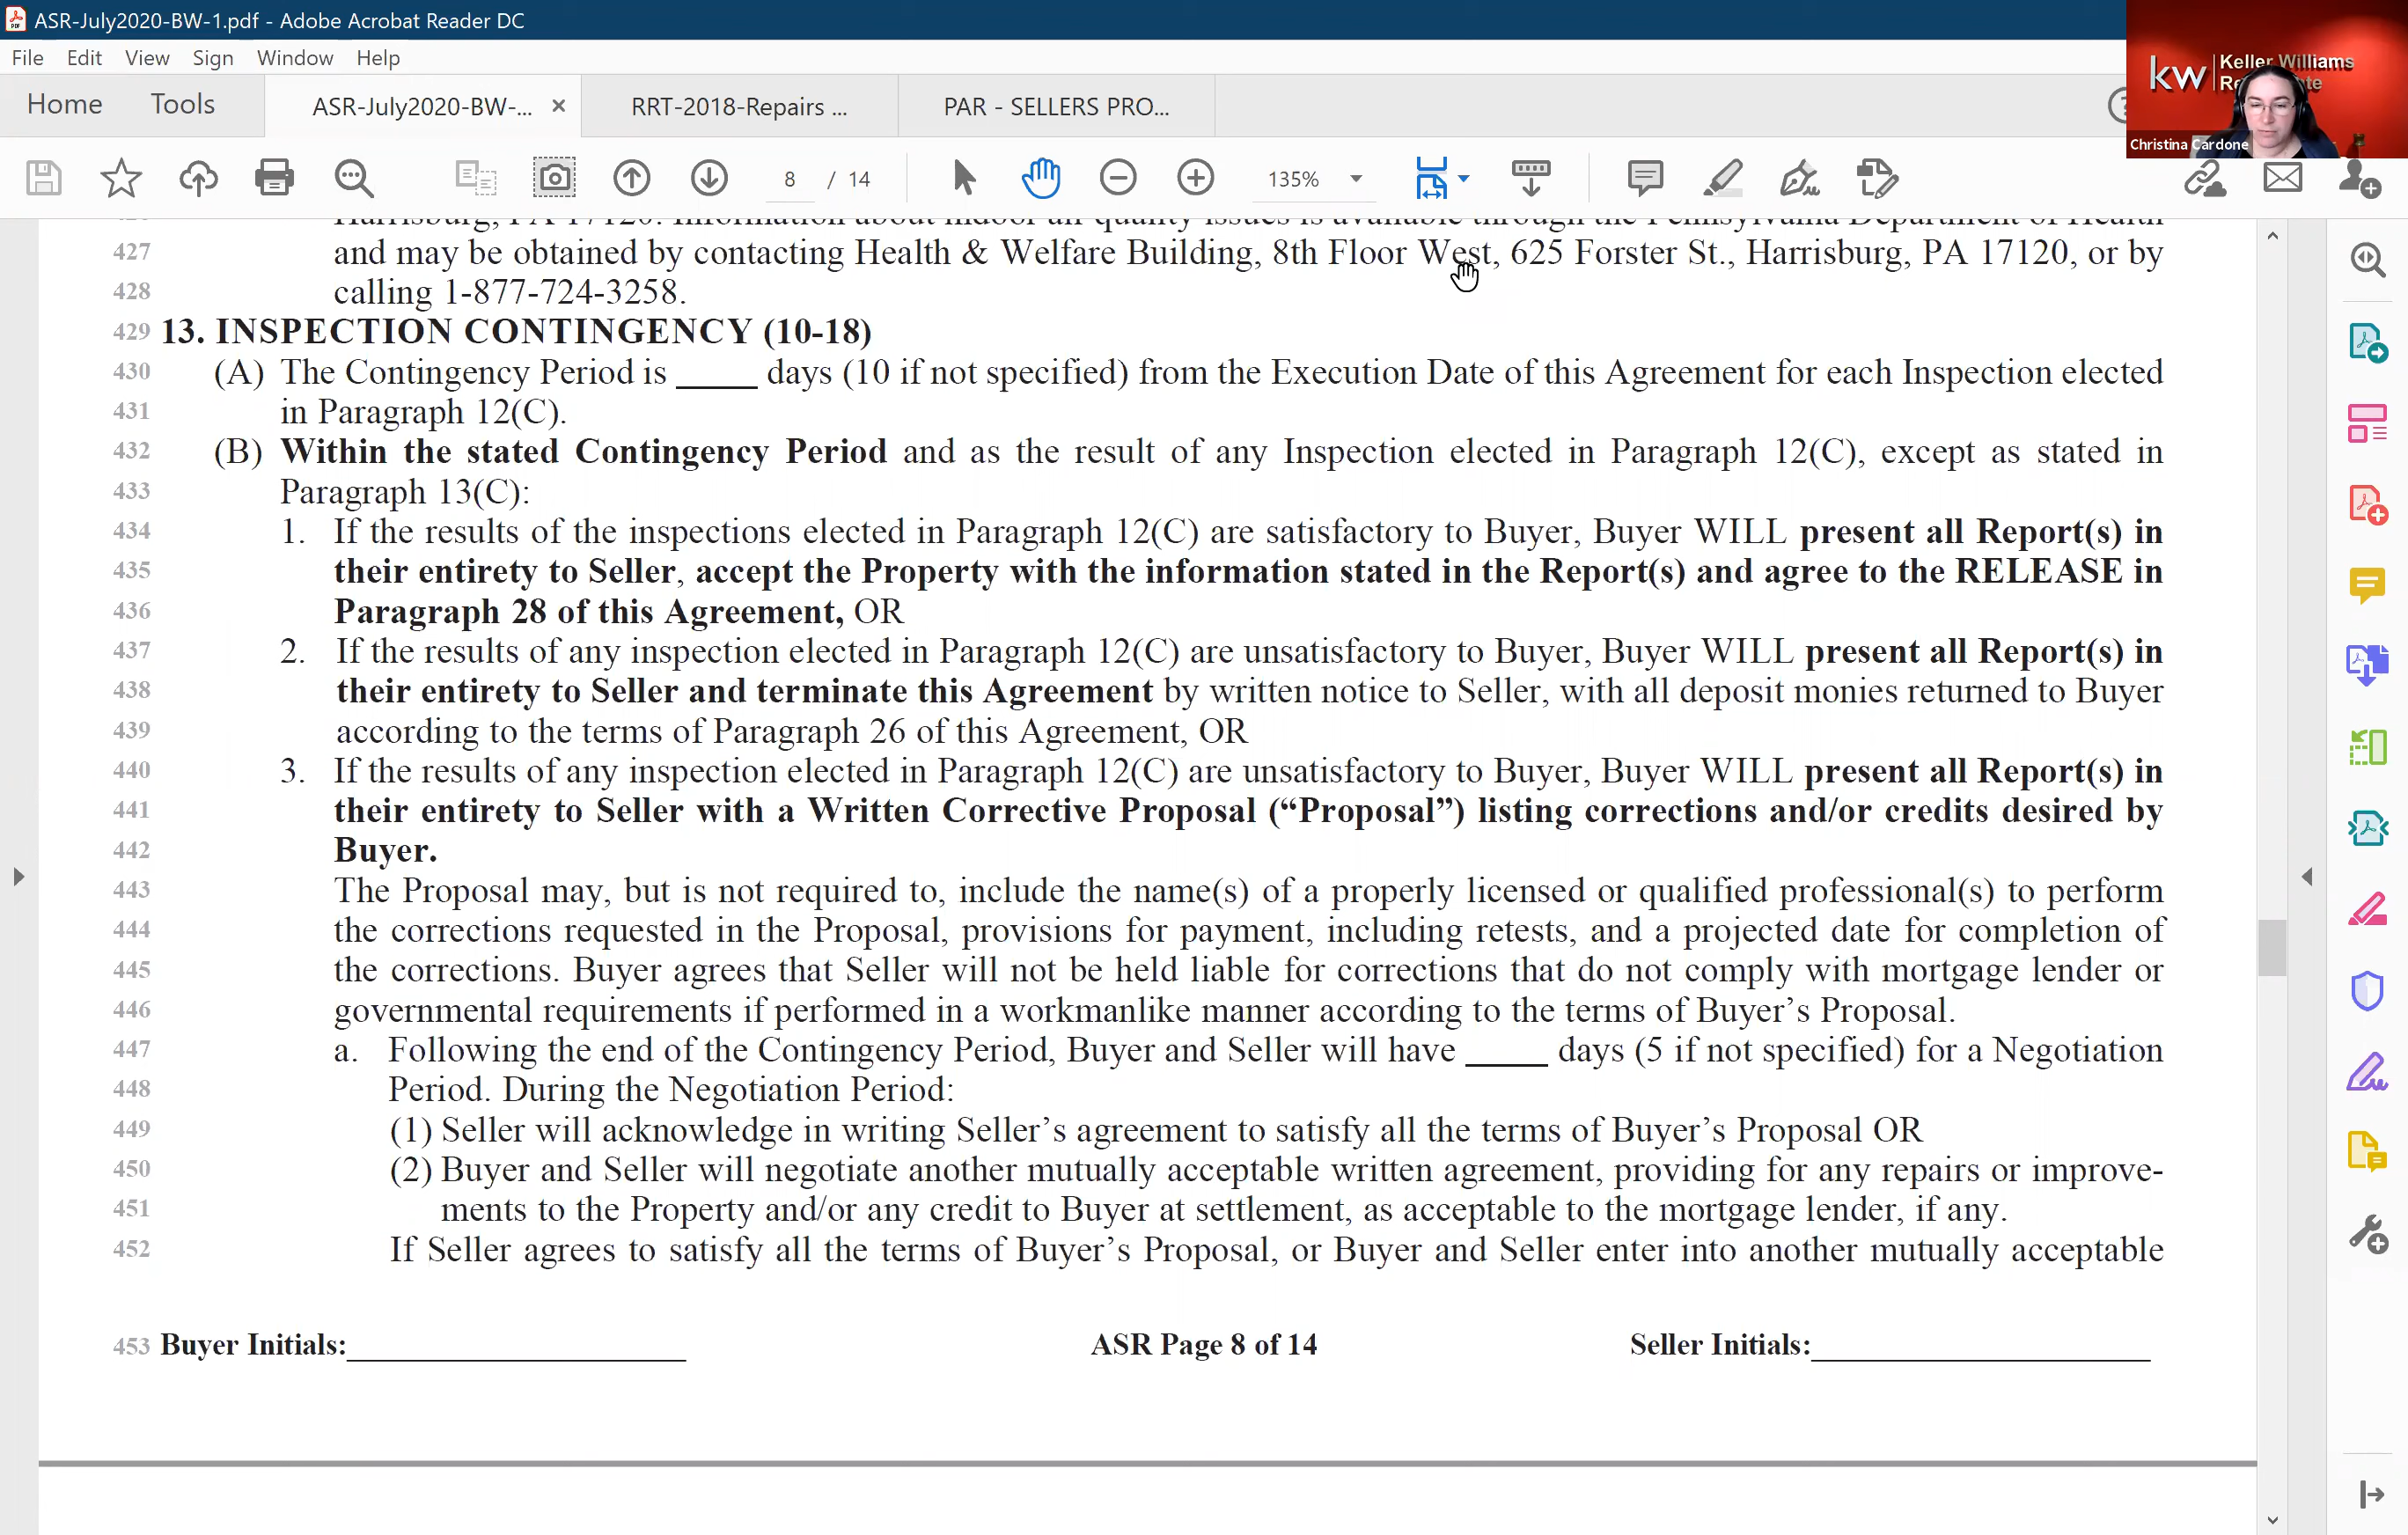 ASR-July2020-BW-1.pdf - Adobe Acrobat Reader DC
File Edit View Sign Window Help
Home Tools ASR-July2020-BW-... × RRT-2018-Repairs ... PAR - SELLERS PRO...
kw Keller Williams
Christina Cardone
8 / 14 135%
Harrisburg, PA 17120. Information about indoor air quality issues is available through the Pennsylvania Department of Health
427 and may be obtained by contacting Health & Welfare Building, 8th Floor West, 625 Forster St., Harrisburg, PA 17120, or by
428 calling 1-877-724-3258.
429 13. INSPECTION CONTINGENCY (10-18)
430 (A) The Contingency Period is _____ days (10 if not specified) from the Execution Date of this Agreement for each Inspection elected
431 in Paragraph 12(C).
432 (B) Within the stated Contingency Period and as the result of any Inspection elected in Paragraph 12(C), except as stated in
433 Paragraph 13(C):
434 1. If the results of the inspections elected in Paragraph 12(C) are satisfactory to Buyer, Buyer WILL present all Report(s) in
435 their entirety to Seller, accept the Property with the information stated in the Report(s) and agree to the RELEASE in
436 Paragraph 28 of this Agreement, OR
437 2. If the results of any inspection elected in Paragraph 12(C) are unsatisfactory to Buyer, Buyer WILL present all Report(s) in
438 their entirety to Seller and terminate this Agreement by written notice to Seller, with all deposit monies returned to Buyer
439 according to the terms of Paragraph 26 of this Agreement, OR
440 3. If the results of any inspection elected in Paragraph 12(C) are unsatisfactory to Buyer, Buyer WILL present all Report(s) in
441 their entirety to Seller with a Written Corrective Proposal (“Proposal”) listing corrections and/or credits desired by
442 Buyer.
443 The Proposal may, but is not required to, include the name(s) of a properly licensed or qualified professional(s) to perform
444 the corrections requested in the Proposal, provisions for payment, including retests, and a projected date for completion of
445 the corrections. Buyer agrees that Seller will not be held liable for corrections that do not comply with mortgage lender or
446 governmental requirements if performed in a workmanlike manner according to the terms of Buyer’s Proposal.
447 a. Following the end of the Contingency Period, Buyer and Seller will have _____ days (5 if not specified) for a Negotiation
448 Period. During the Negotiation Period:
449 (1) Seller will acknowledge in writing Seller’s agreement to satisfy all the terms of Buyer’s Proposal OR
450 (2) Buyer and Seller will negotiate another mutually acceptable written agreement, providing for any repairs or improve-
451 ments to the Property and/or any credit to Buyer at settlement, as acceptable to the mortgage lender, if any.
452 If Seller agrees to satisfy all the terms of Buyer’s Proposal, or Buyer and Seller enter into another mutually acceptable
453 Buyer Initials:____________________ ASR Page 8 of 14 Seller Initials:____________________